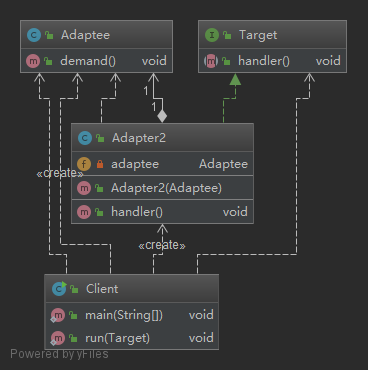 Adaptee
demand() void
Target
handler() void
1
1
Adapter2
adaptee Adaptee
«create»
Adapter2(Adaptee)
handler() void
«create»
Client
main(String[]) void
run(Target) void
Powered by yFiles